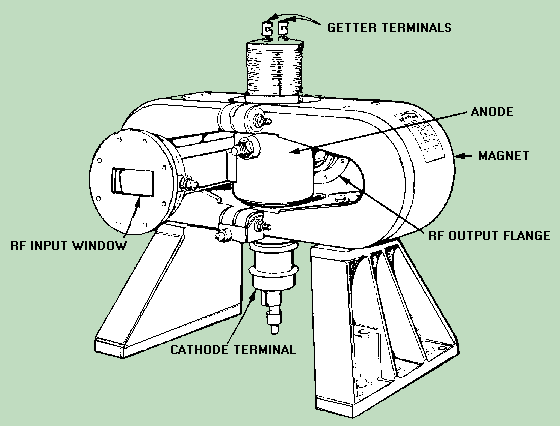 GETTER TERMINALS
ANODE
MAGNET
RF OUTPUT FLANGE
RF INPUT WINDOW
CATHODE TERMINAL